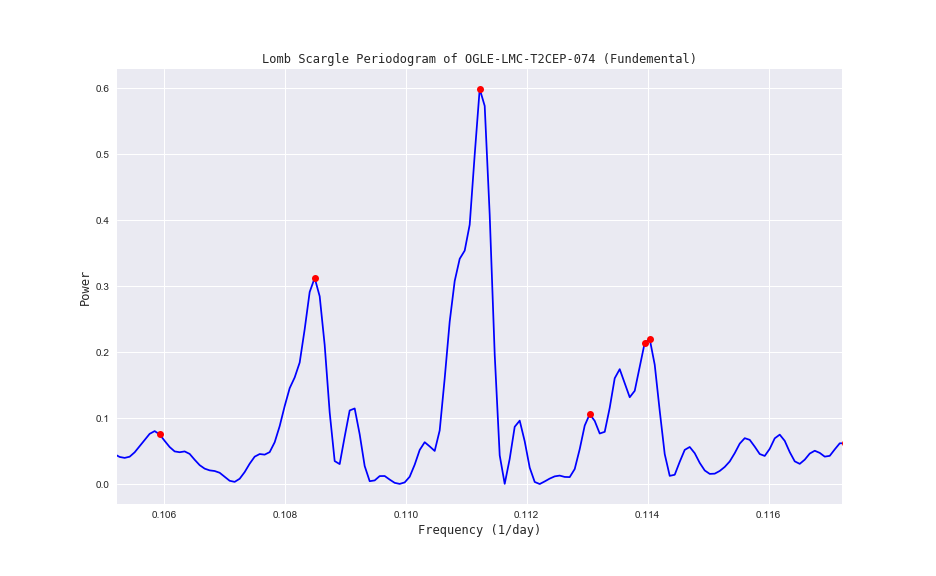 Lomb Scargle Periodogram of OGLE-LMC-T2CEP-074 (Fundemental)
0.6
0.5
0.4
0.3
0.2
0.1
0.0
Power
0.106 0.108 0.110 0.112 0.114 0.116
Frequency (1/day)